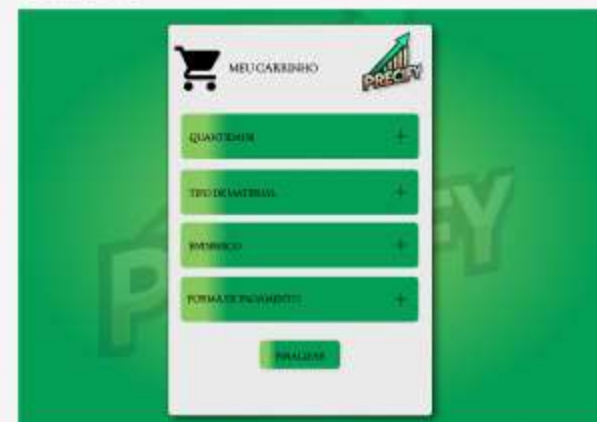 MEU CARRINHO
PRECIFY
QUANTIDADE
TIPO DE MATERIAL
ENDEREÇO
FORMA DE PAGAMENTO
FINALIZAR